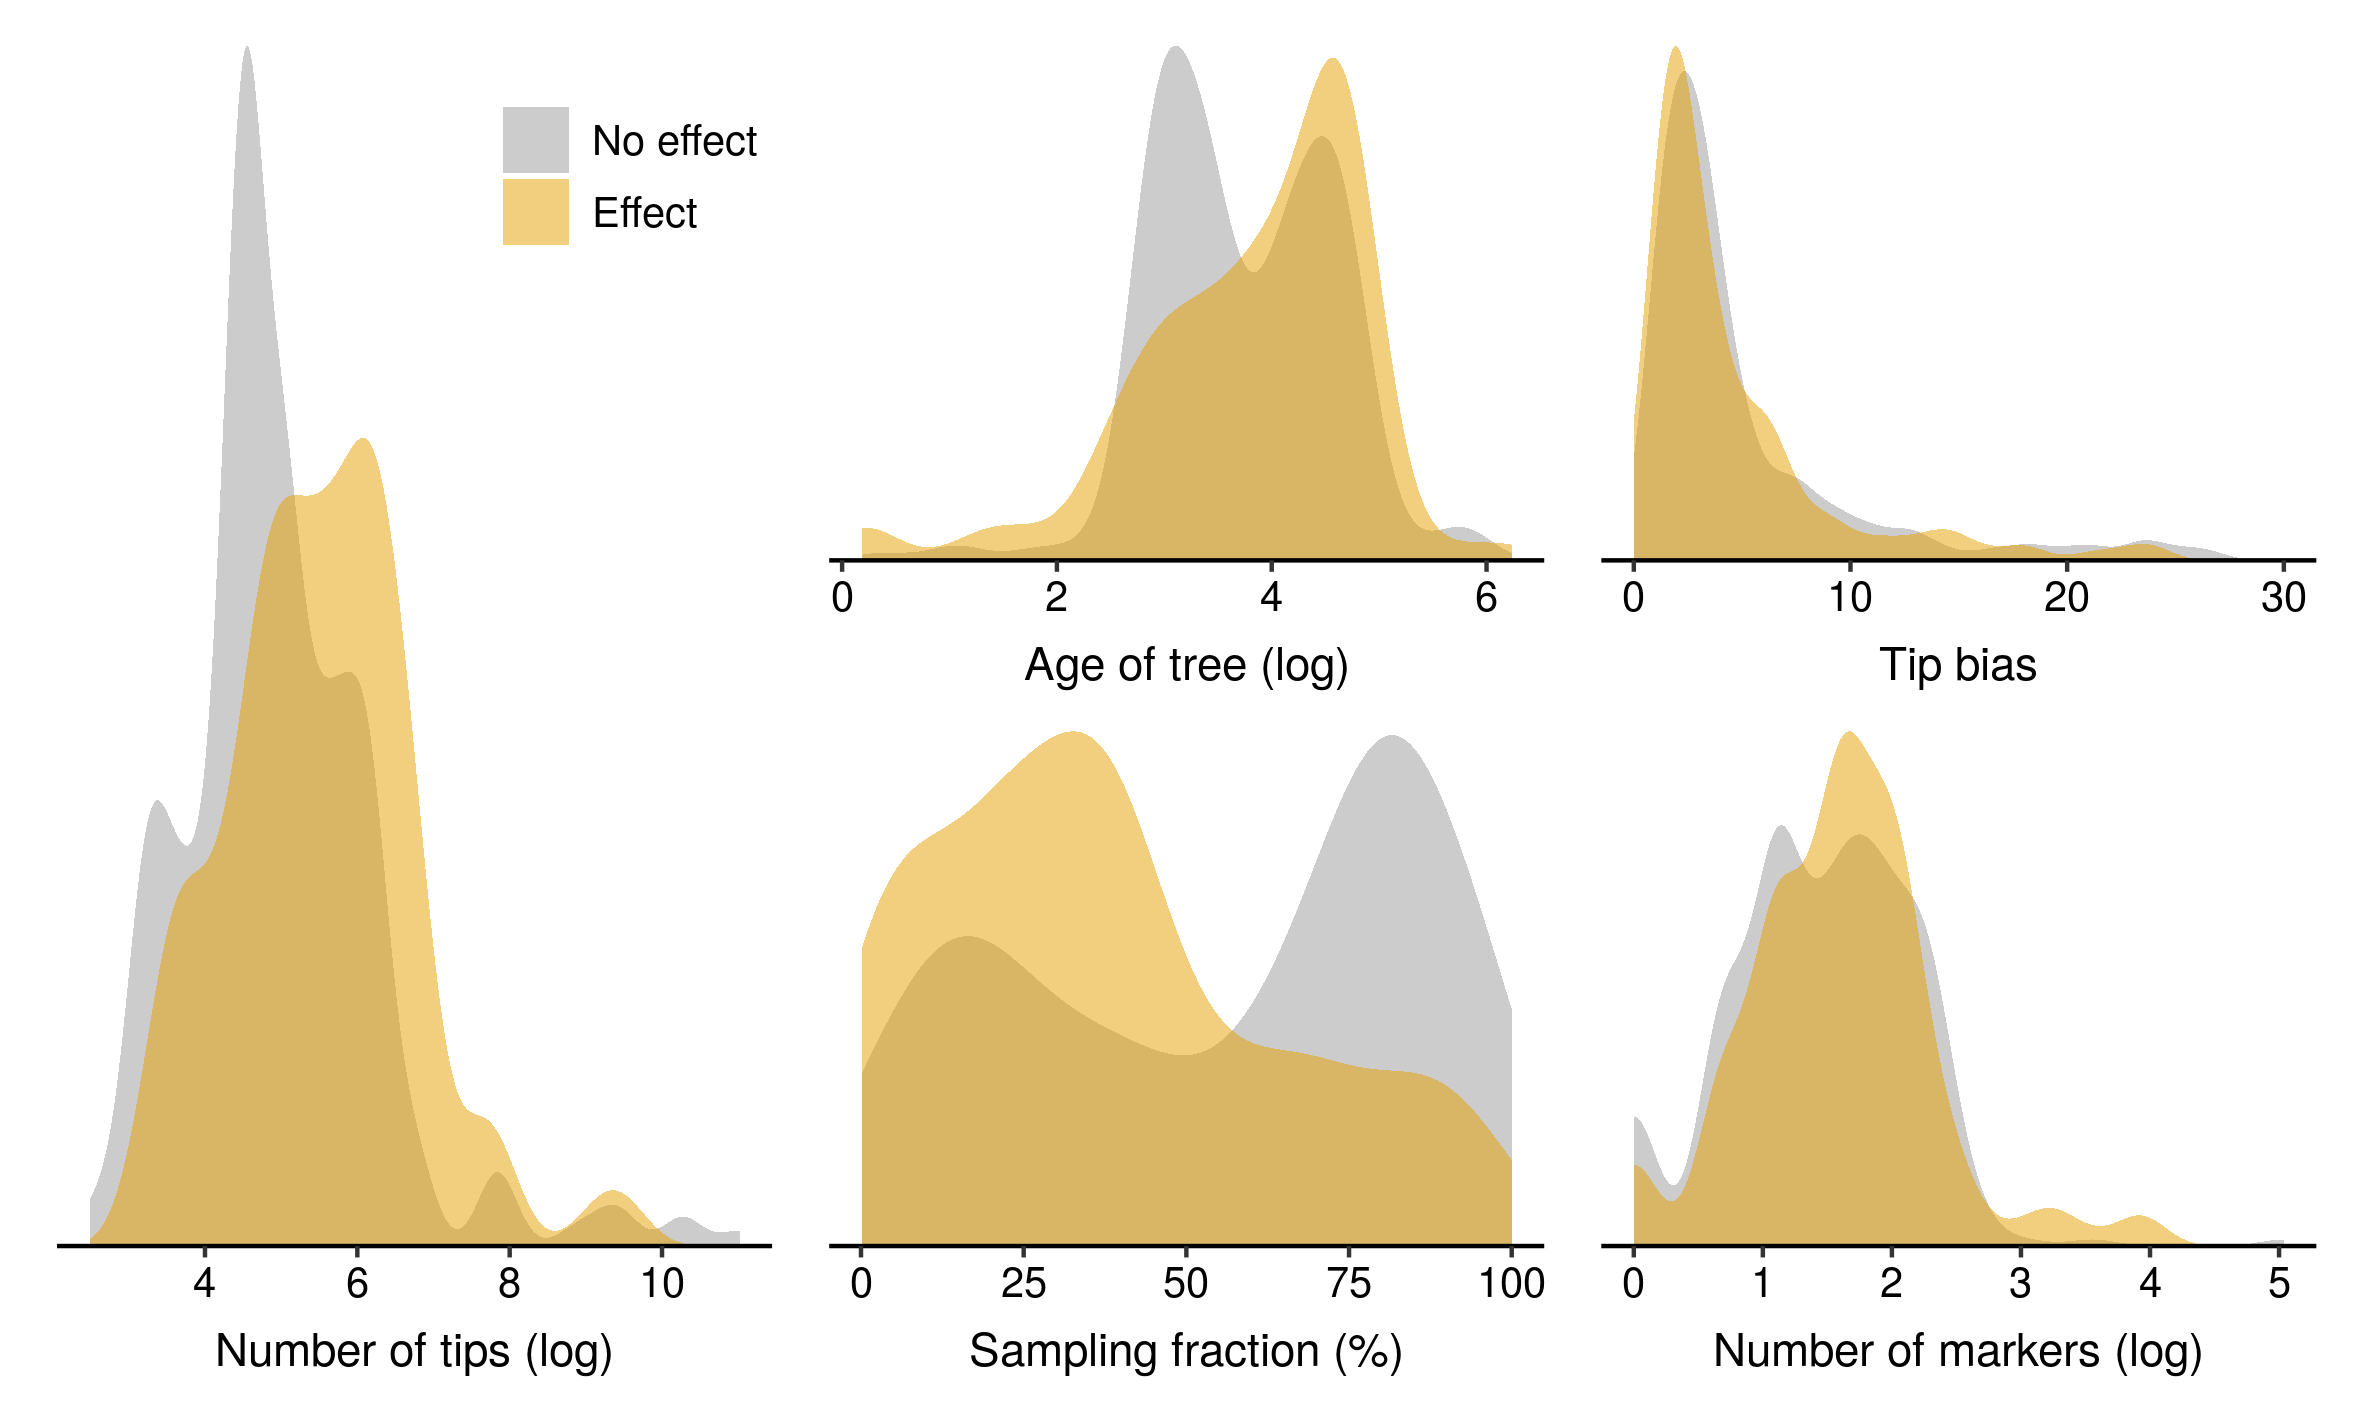 No effect
Effect
0 2 4 6
Age of tree (log)
0 10 20 30
Tip bias
4 6 8 10
Number of tips (log)
0 25 50 75 100
Sampling fraction (%)
0 1 2 3 4 5
Number of markers (log)